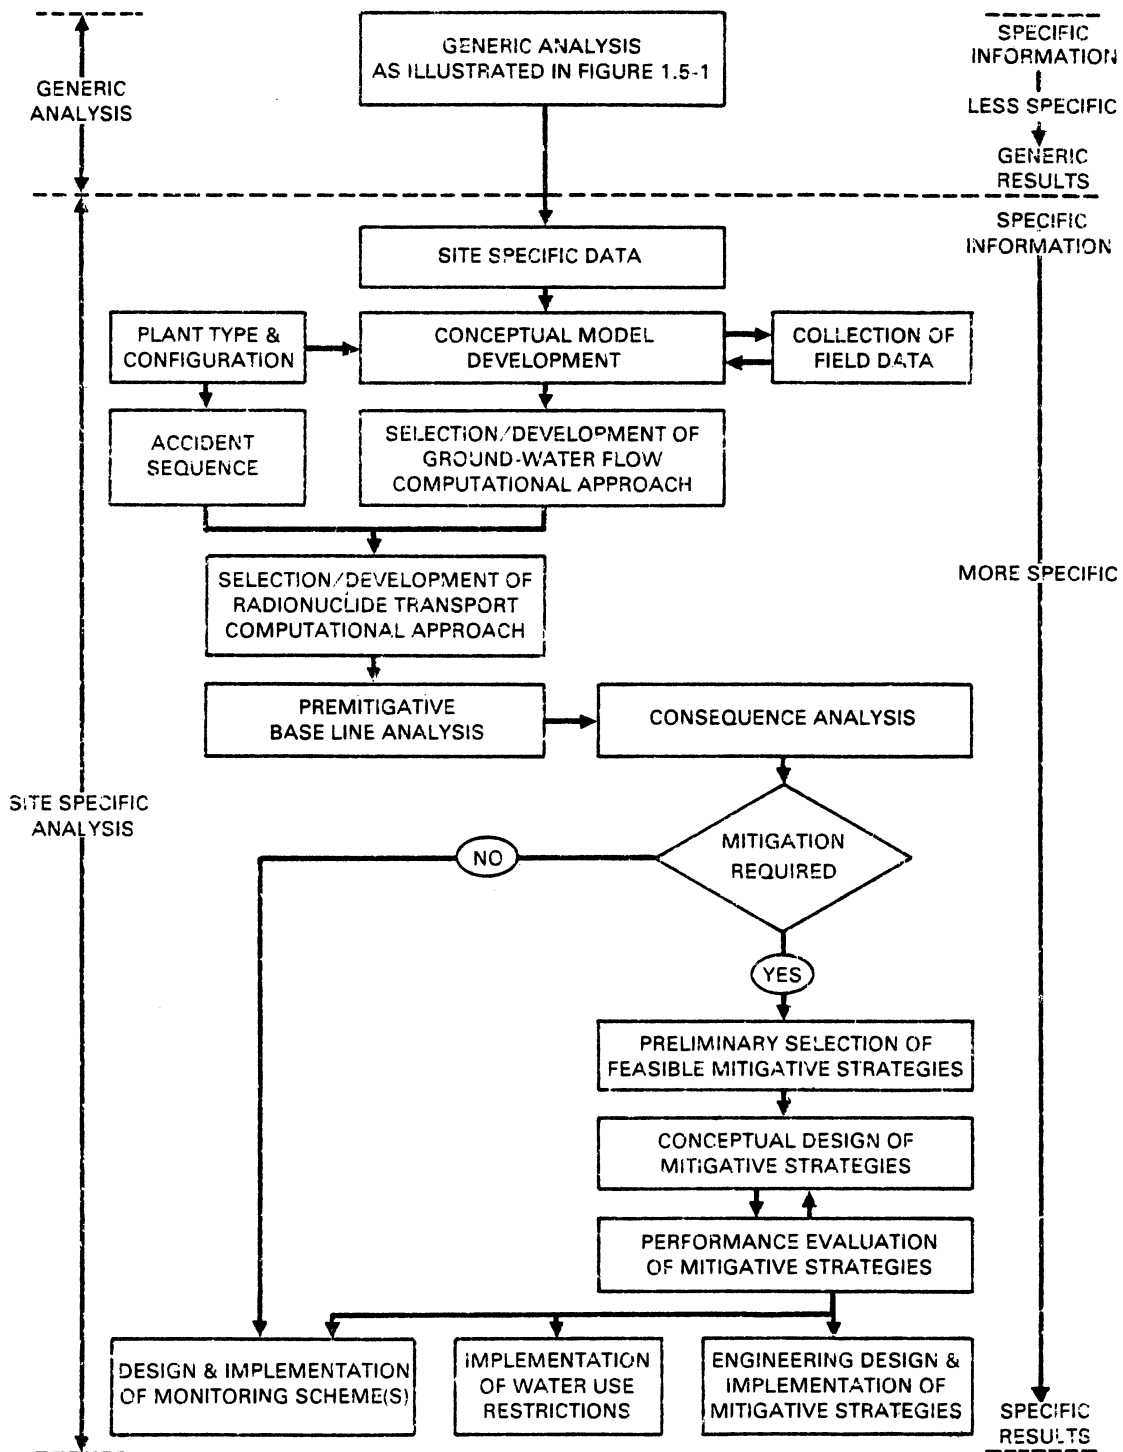 GENERIC ANALYSIS
AS ILLUSTRATED IN FIGURE 1.5-1
GENERIC
ANALYSIS
SPECIFIC
INFORMATION
LESS SPECIFIC
GENERIC
RESULTS
SPECIFIC
INFORMATION
SITE SPECIFIC DATA
PLANT TYPE &
CONFIGURATION
CONCEPTUAL MODEL
DEVELOPMENT
COLLECTION OF
FIELD DATA
ACCIDENT
SEQUENCE
SELECTION/DEVELOPMENT OF
GROUND-WATER FLOW
COMPUTATIONAL APPROACH
SELECTION/DEVELOPMENT OF
RADIONUCLIDE TRANSPORT
COMPUTATIONAL APPROACH
MORE SPECIFIC
PREMITIGATIVE
BASE LINE ANALYSIS
CONSEQUENCE ANALYSIS
SITE SPECIFIC
ANALYSIS
MITIGATION
REQUIRED
NO
YES
PRELIMINARY SELECTION OF
FEASIBLE MITIGATIVE STRATEGIES
CONCEPTUAL DESIGN OF
MITIGATIVE STRATEGIES
PERFORMANCE EVALUATION
OF MITIGATIVE STRATEGIES
DESIGN & IMPLEMENTATION
OF MONITORING SCHEME(S)
IMPLEMENTATION
OF WATER USE
RESTRICTIONS
ENGINEERING DESIGN &
IMPLEMENTATION OF
MITIGATIVE STRATEGIES
SPECIFIC
RESULTS